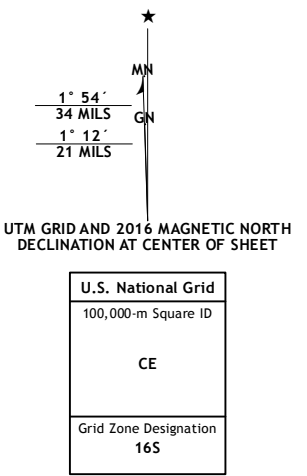 ★
MN
1° 54´
34 MILS
GN
1° 12´
21 MILS
UTM GRID AND 2016 MAGNETIC NORTH
DECLINATION AT CENTER OF SHEET
U.S. National Grid
100,000-m Square ID
CE
Grid Zone Designation
16S